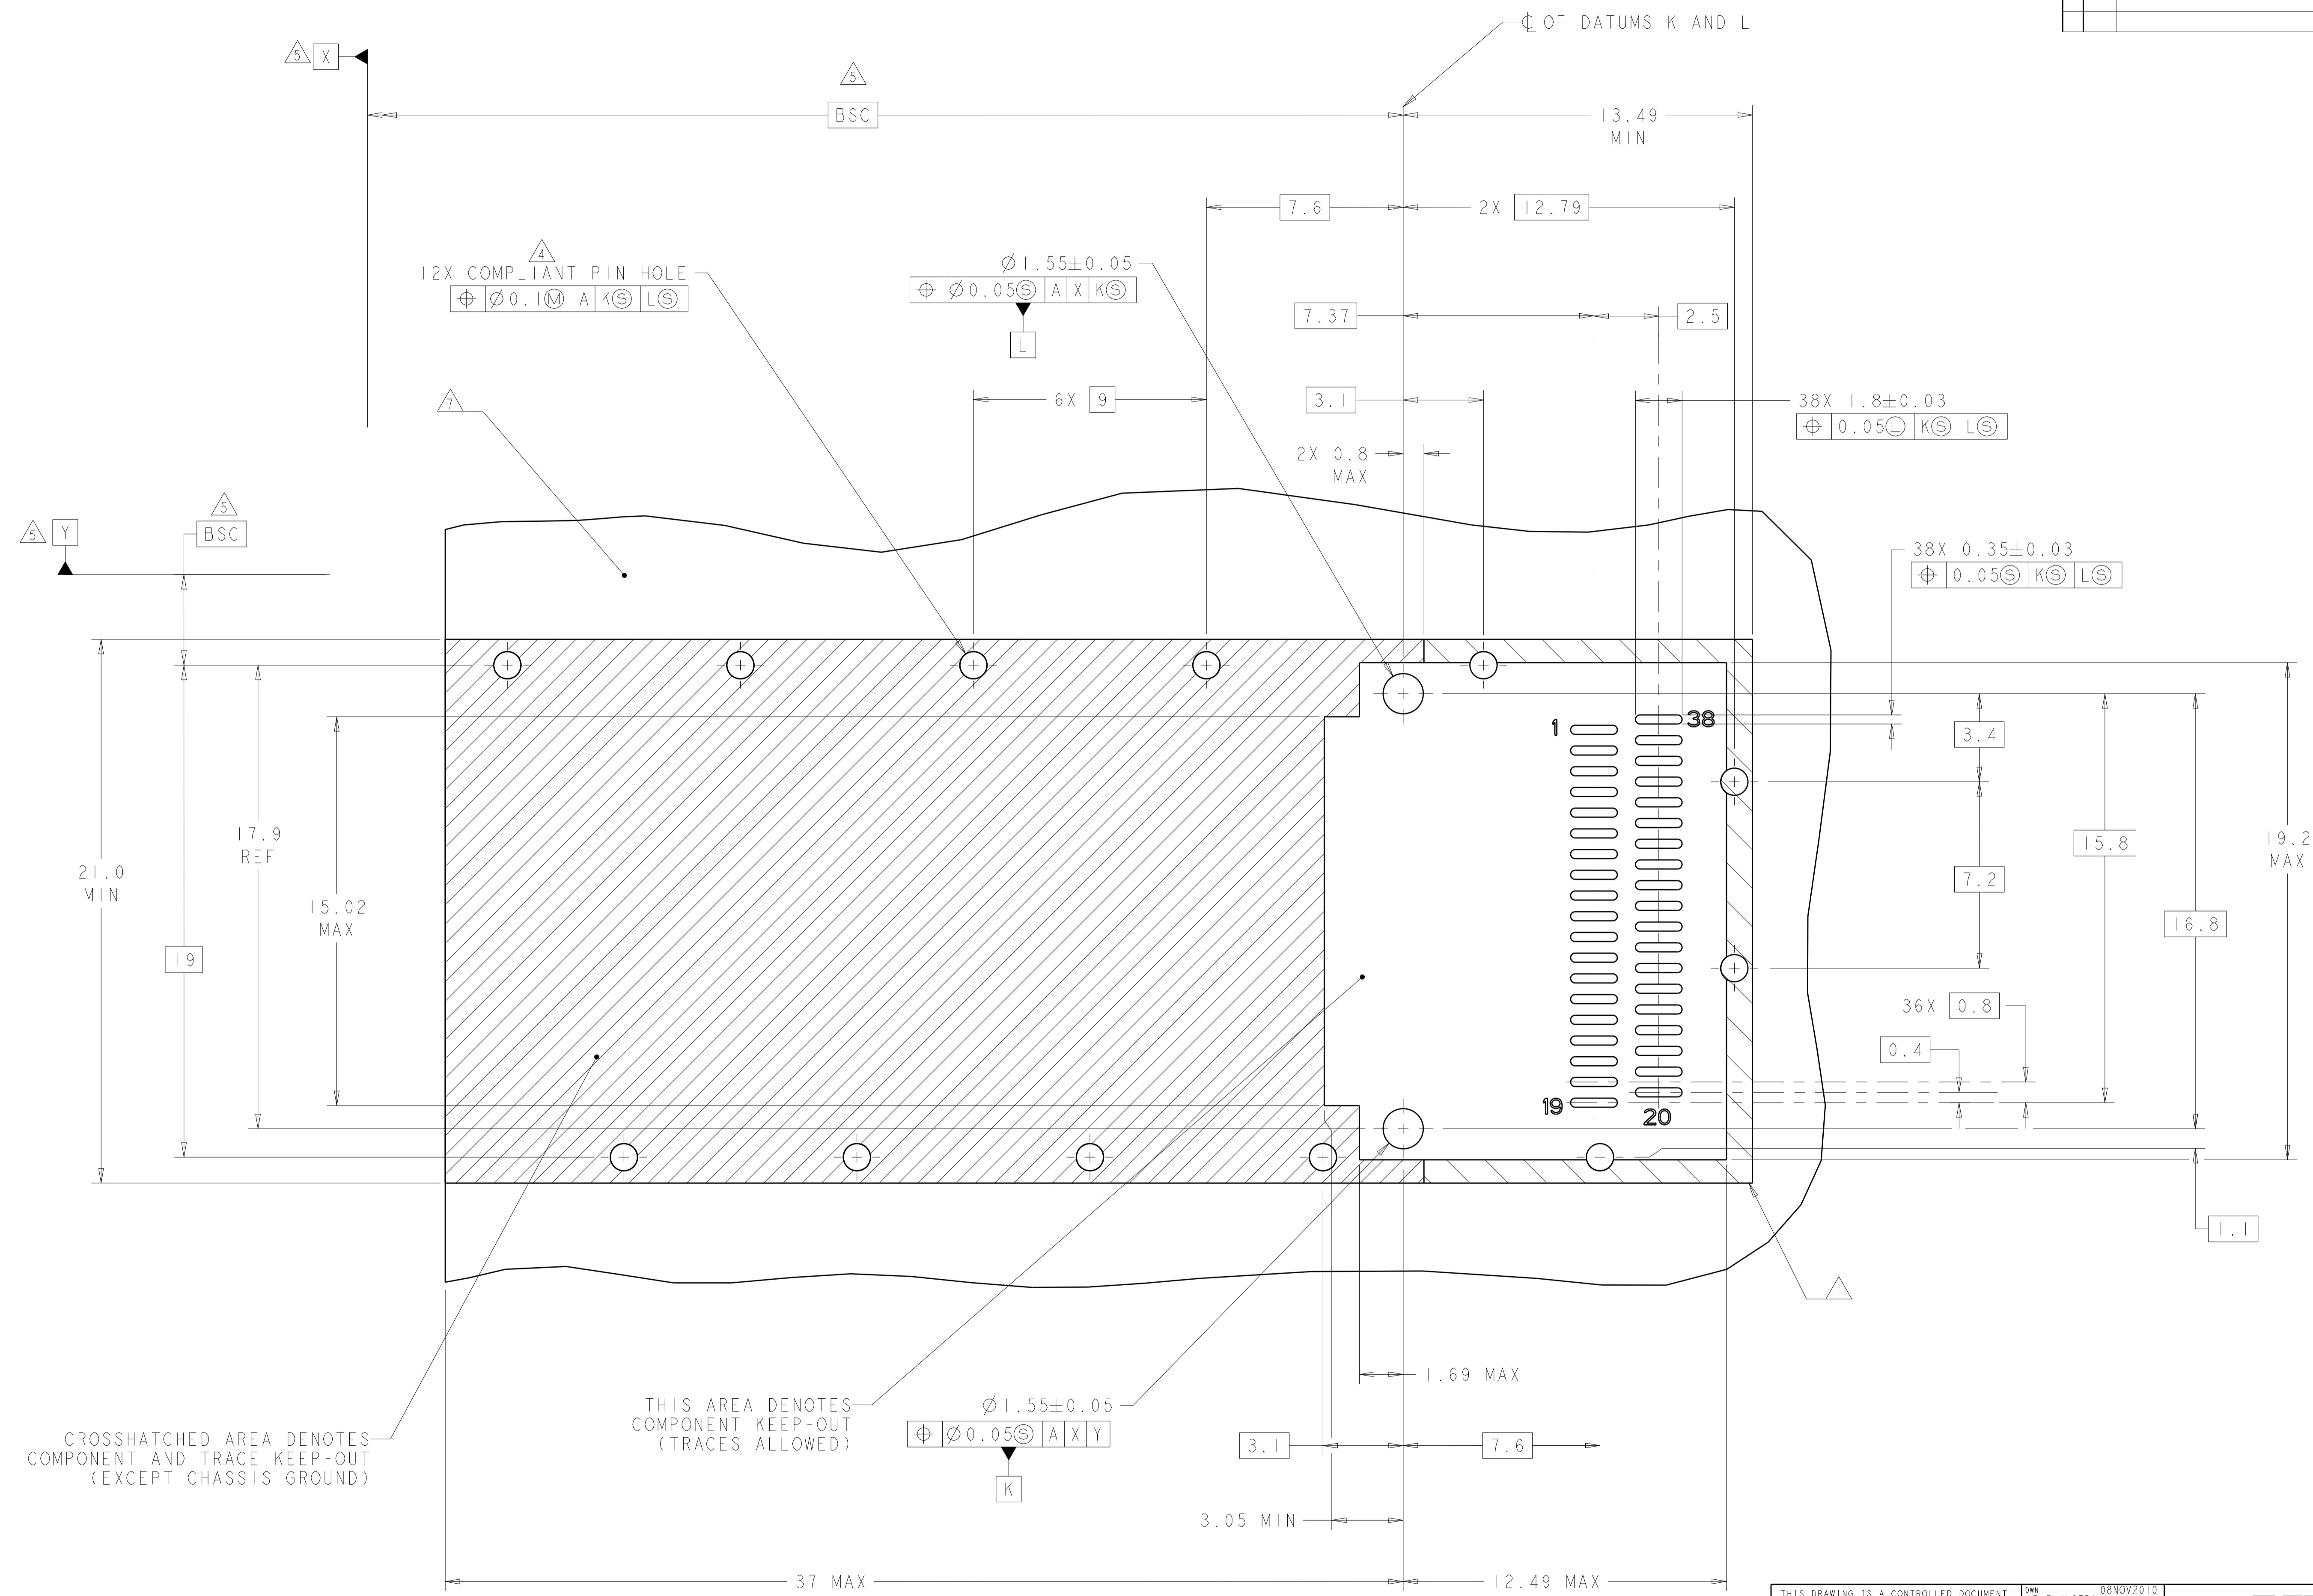 ℄ OF DATUMS K AND L
5 X
5
BSC
13.49
MIN
7.6
2X 12.79
4
12X COMPLIANT PIN HOLE
⌖ Ø0.1Ⓜ A KⓈ LⓈ
Ø1.55±0.05
⌖ Ø0.05Ⓢ A X KⓈ
L
7.37
2.5
7
6X 9
3.1
38X 1.8±0.03
⌖ 0.05Ⓛ KⓈ LⓈ
2X 0.8
MAX
5
5 Y
BSC
38X 0.35±0.03
⌖ 0.05Ⓢ KⓈ LⓈ
1
38
3.4
17.9
REF
15.8
19.2
MAX
21.0
MIN
7.2
15.02
MAX
16.8
19
36X 0.8
0.4
19
20
1.1
1
1.69 MAX
THIS AREA DENOTES
COMPONENT KEEP-OUT
(TRACES ALLOWED)
Ø1.55±0.05
⌖ Ø0.05Ⓢ A X Y
K
CROSSHATCHED AREA DENOTES
COMPONENT AND TRACE KEEP-OUT
(EXCEPT CHASSIS GROUND)
3.1
7.6
3.05 MIN
37 MAX
12.49 MAX
THIS DRAWING IS A CONTROLLED DOCUMENT
DWN
08NOV2010